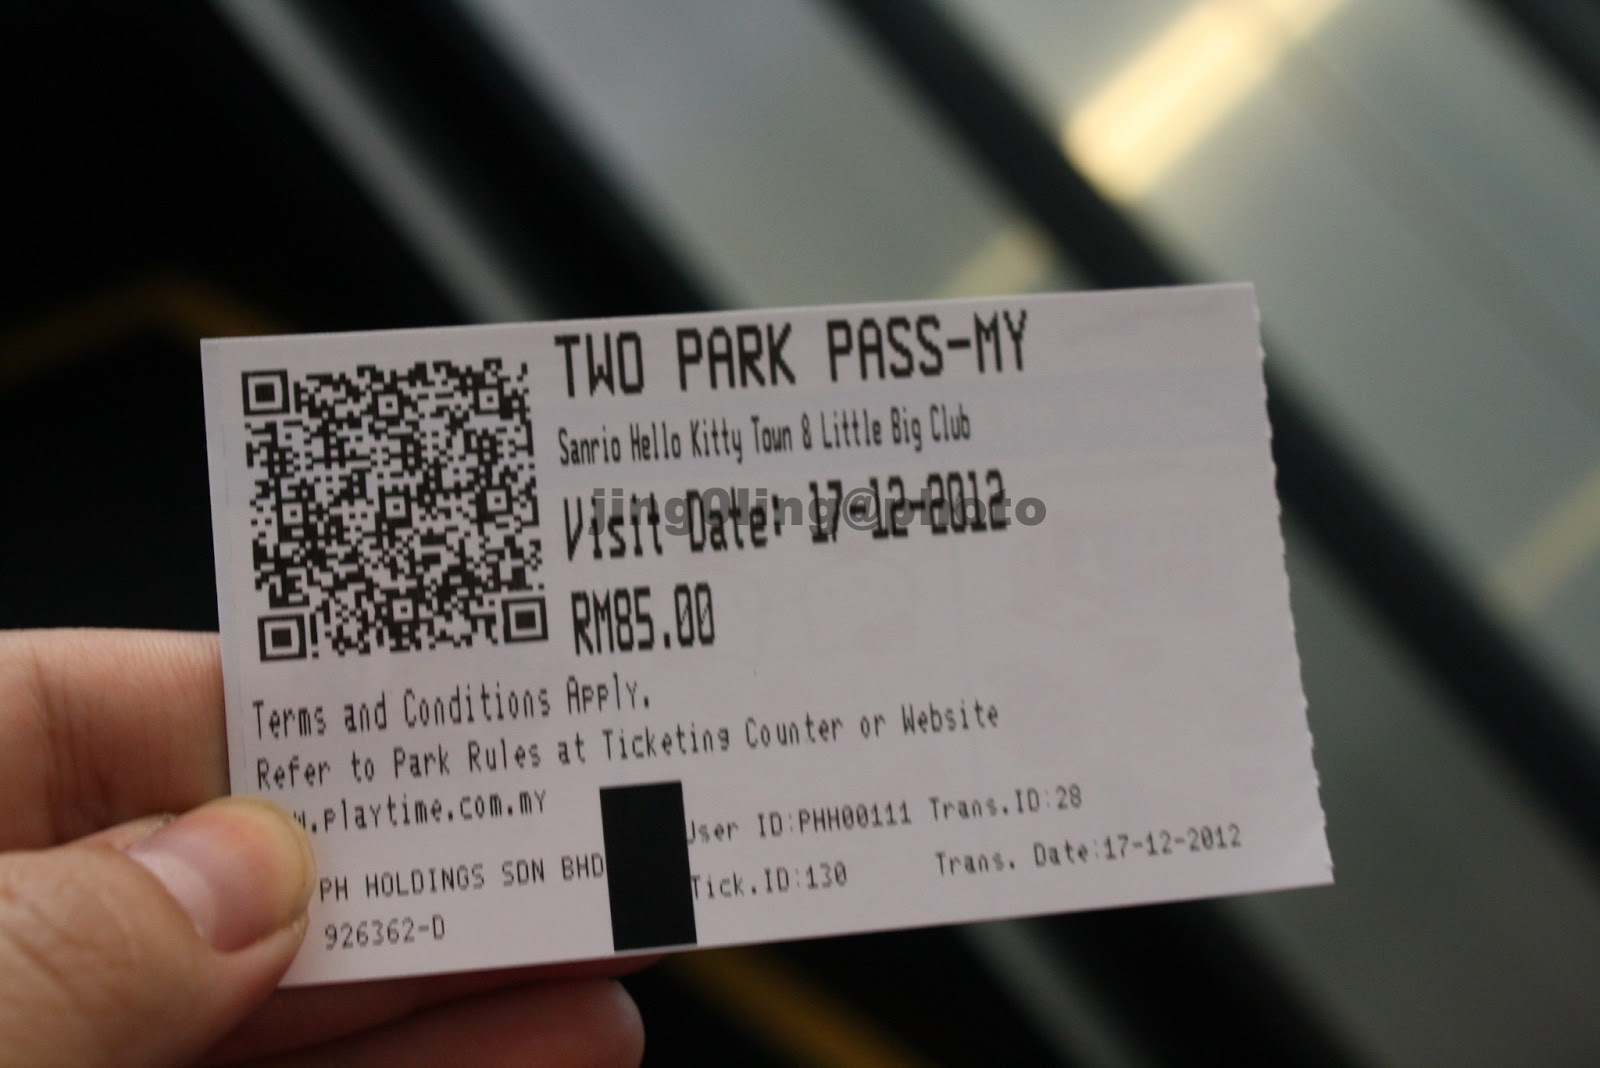 TWO PARK PASS-MY
Sanrio Hello Kitty Town & Little Big Club
Visit Date: 17-12-2012
jing0ling@photo
RM85.00
Terms and Conditions Apply.
Refer to Park Rules at Ticketing Counter or Website
w.playtime.com.my
User ID:PHH00111 Trans.ID:28
PH HOLDINGS SDN BHD
Tick.ID:130 Trans. Date:17-12-2012
926362-D